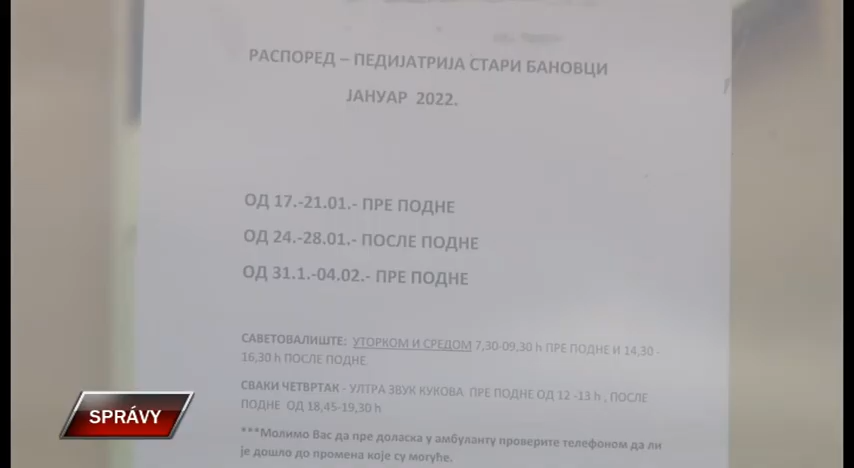 РАСПОРЕД – ПЕДИЈАТРИЈА СТАРИ БАНОВЦИ
ЈАНУАР 2022.
ОД 17.-21.01.- ПРЕ ПОДНЕ
ОД 24.-28.01.- ПОСЛЕ ПОДНЕ
ОД 31.1.-04.02.- ПРЕ ПОДНЕ
САВЕТОВАЛИШТЕ: УТОРКОМ И СРЕДОМ 7,30-09,30 h ПРЕ ПОДНЕ И 14,30 -
16,30 h ПОСЛЕ ПОДНЕ
СВАКИ ЧЕТВРТАК - УЛТРА ЗВУК КУКОВА ПРЕ ПОДНЕ ОД 12 -13 h , ПОСЛЕ
ПОДНЕ ОД 18,45-19,30 h
***Молимо Вас да пре доласка у амбуланту проверите телефоном да ли
је дошло до промена које су могуће.
SPRÁVY